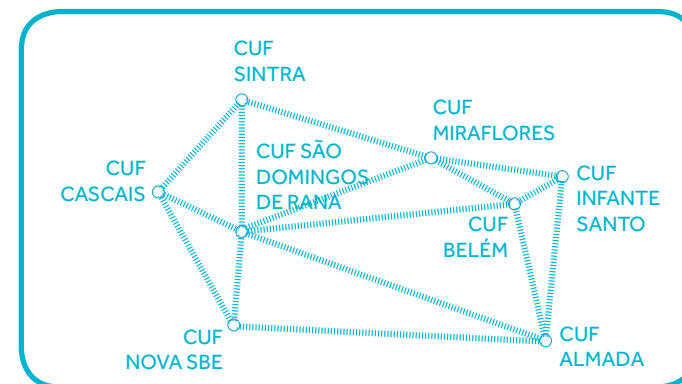 CUF
SINTRA
CUF
MIRAFLORES
CUF SÃO
DOMINGOS
DE RANA
CUF
CASCAIS
CUF
INFANTE
SANTO
CUF
BELÉM
CUF
NOVA SBE
CUF
ALMADA